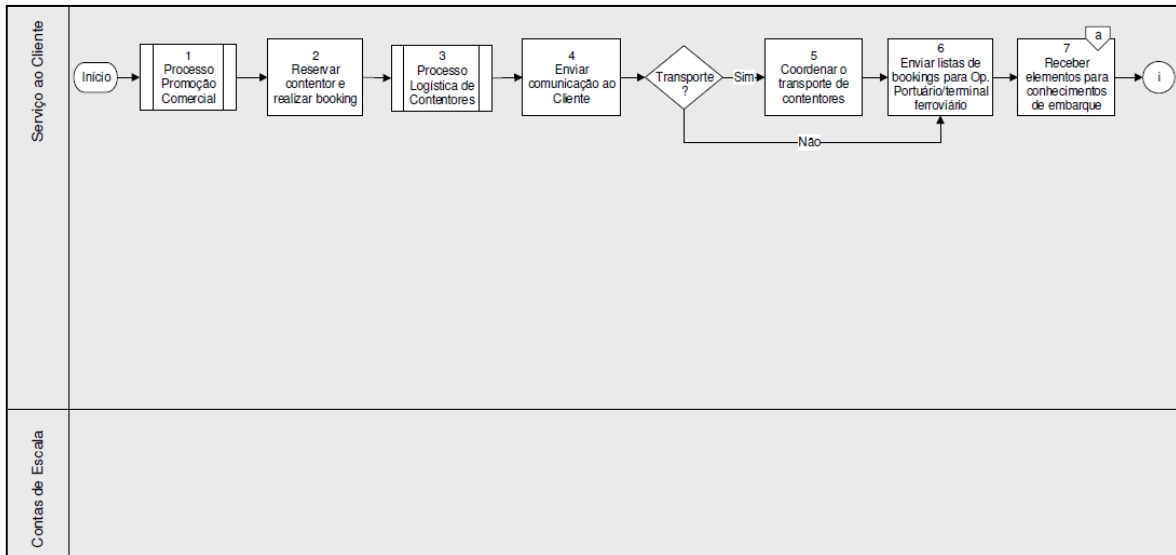 Serviço ao Cliente
Início
1
Processo
Promoção
Comercial
2
Reservar
contentor e
realizar booking
3
Processo
Logística de
Contentores
4
Enviar
comunicação ao
Cliente
Transporte
?
Sim
Não
5
Coordenar o
transporte de
contentores
6
Enviar listas de
bookings para Op.
Portuário/terminal
ferroviário
a
7
Receber
elementos para
conhecimentos
de embarque
i
Contas de Escala